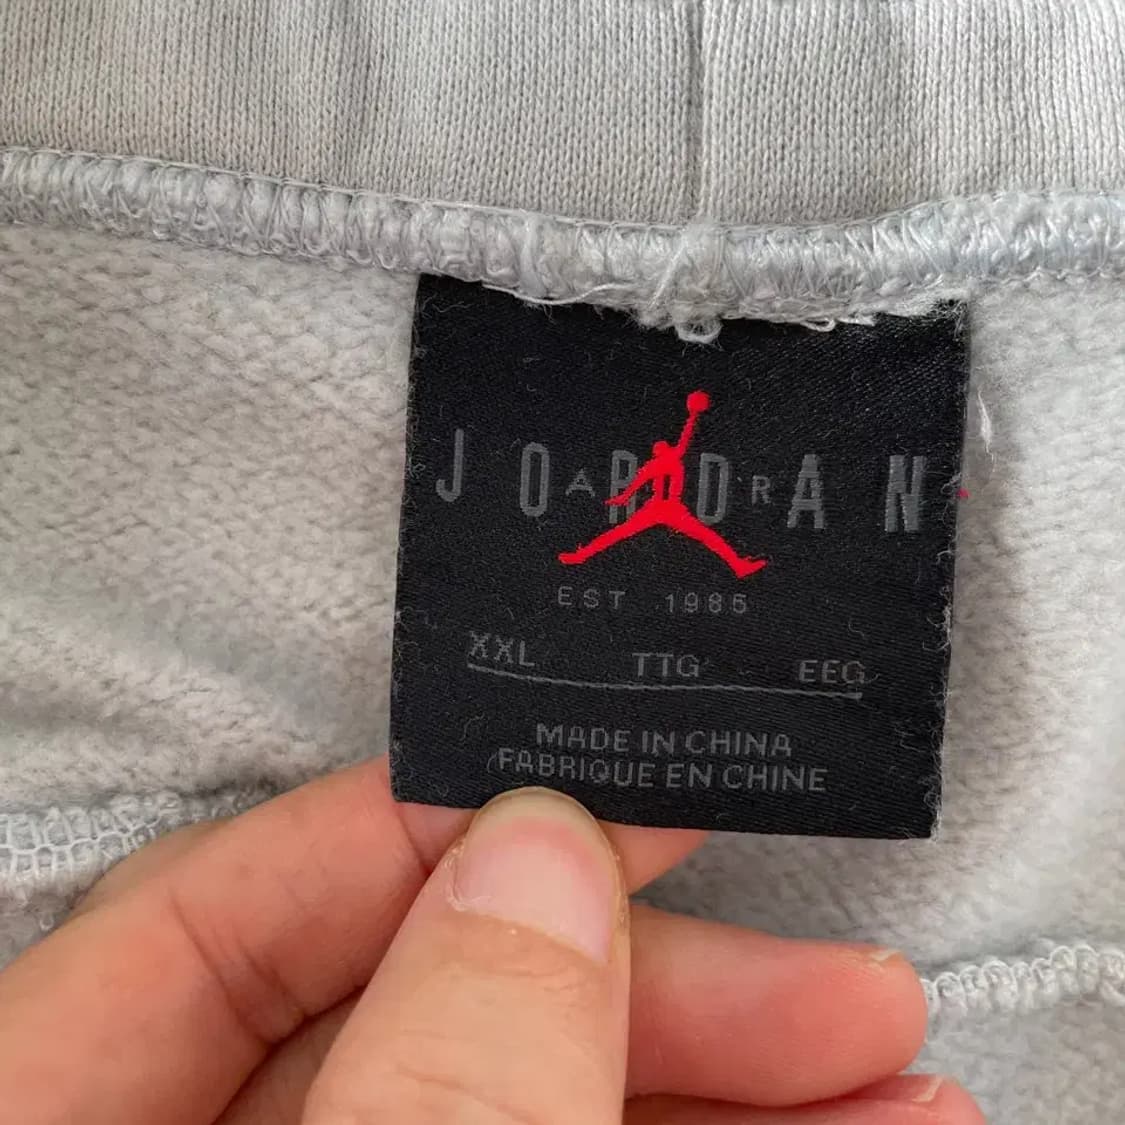 JORDAN
AIR
EST 1985
XXL TTG EEG
MADE IN CHINA
FABRIQUE EN CHINE